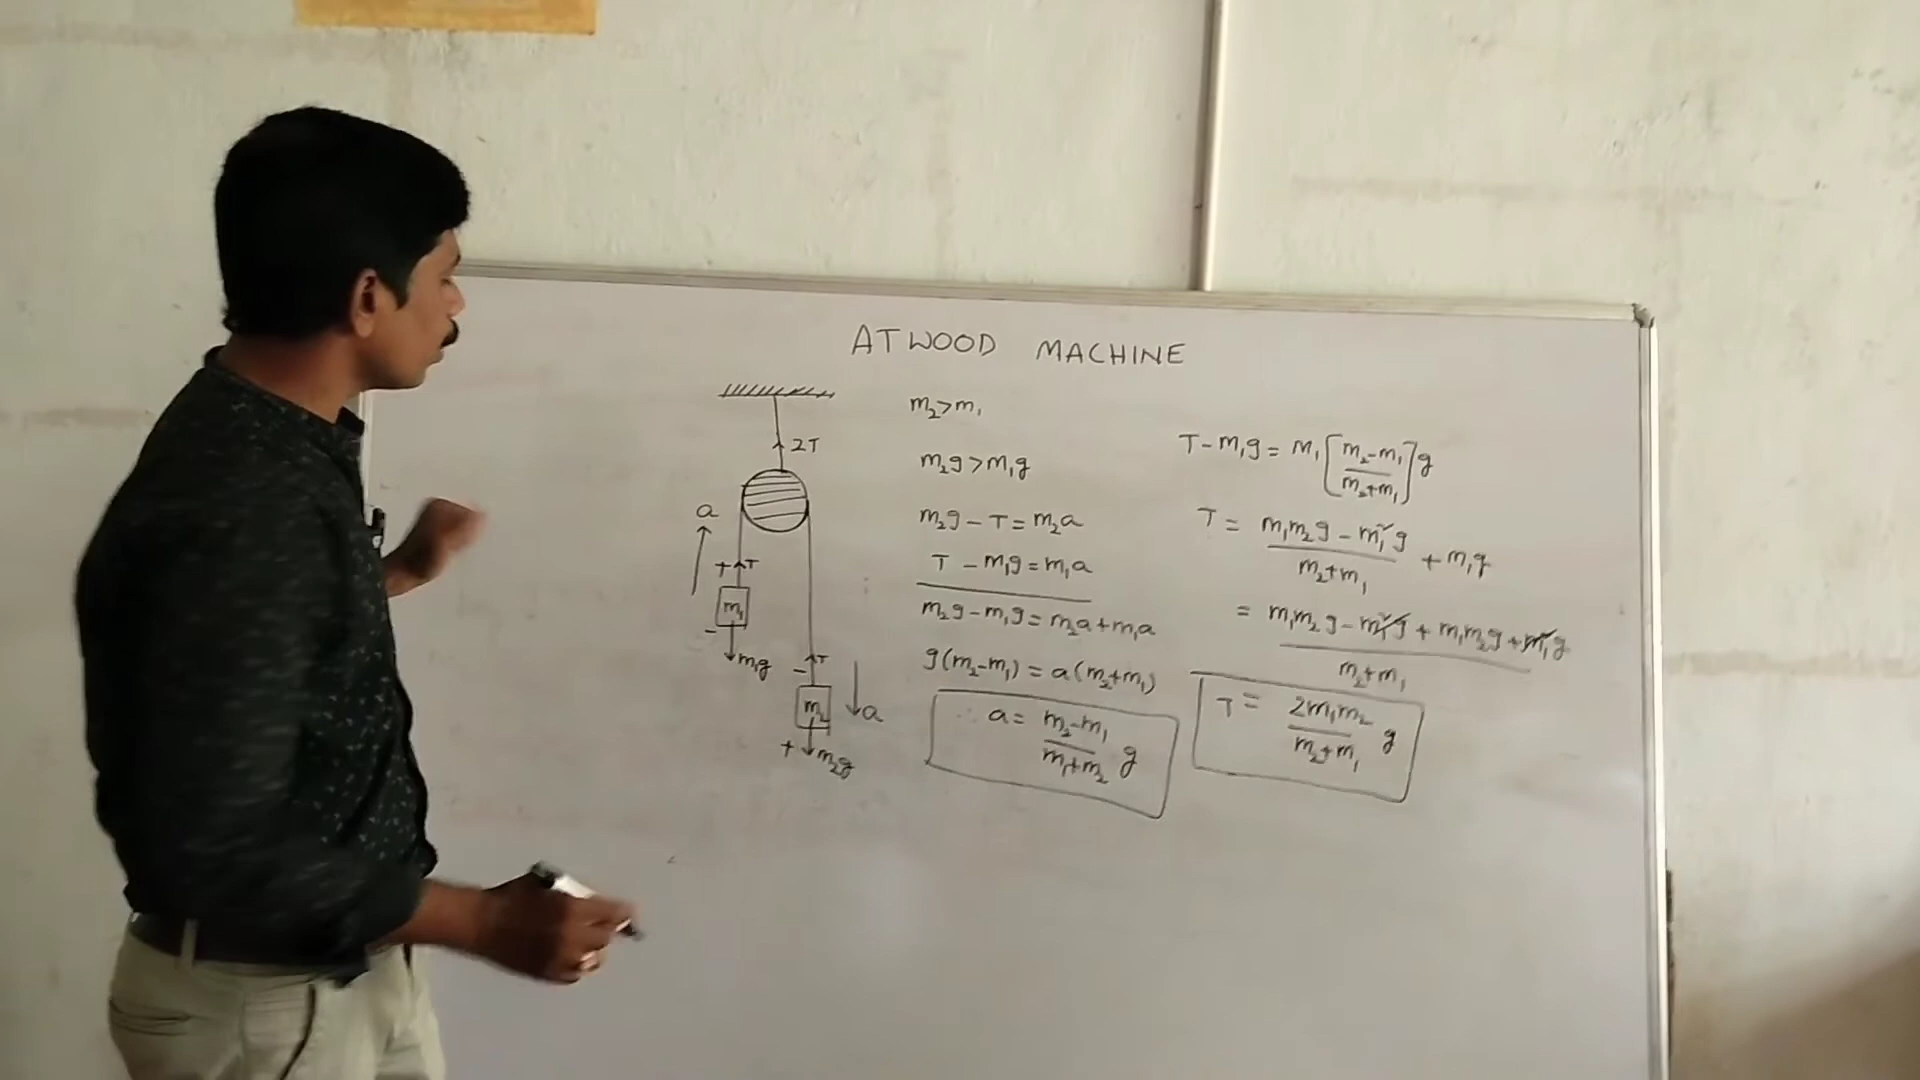 ATWOOD MACHINE
2T
a
+ T
m₁
-
m₁g
T
-
m₂
a
+ m₂g
m₂>m₁
m₂g>m₁g
m₂g - T = m₂a
T - m₁g = m₁a
m₂g - m₁g = m₂a + m₁a
g(m₂-m₁) = a(m₂+m₁)
∴ a = (m₂-m₁)/(m₁+m₂) g
T - m₁g = m₁[(m₂-m₁)/(m₂+m₁)]g
T = (m₁m₂g - m₁²g)/(m₂+m₁) + m₁g
= (m₁m₂g - m₁²g + m₁m₂g + m₁²g)/(m₂+m₁)
T = 2m₁m₂/(m₂+m₁) g